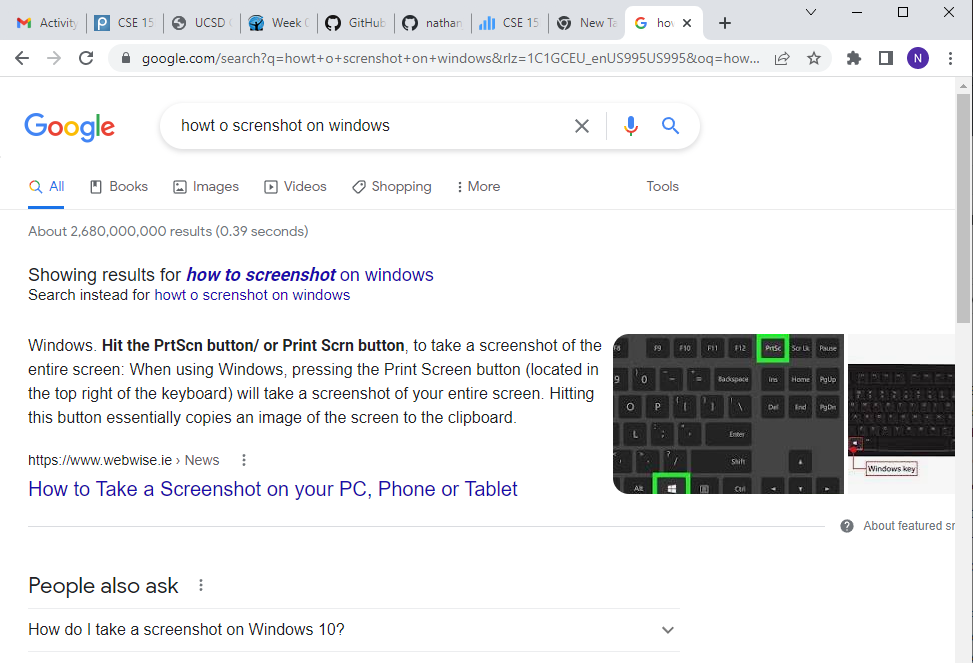 Activity
CSE 15
UCSD
Week
GitHub
nathan
CSE 15
New Ta
how
google.com/search?q=howt+o+screnshot+on+windows&rlz=1C1GCEU_enUS995US995&oq=how...
N
Google
howt o screnshot on windows
All
Books
Images
Videos
Shopping
More
Tools
About 2,680,000,000 results (0.39 seconds)
Showing results for how to screenshot on windows
Search instead for howt o screnshot on windows
Windows. Hit the PrtScn button/ or Print Scrn button, to take a screenshot of the
entire screen: When using Windows, pressing the Print Screen button (located in
the top right of the keyboard) will take a screenshot of your entire screen. Hitting
this button essentially copies an image of the screen to the clipboard.
F8 F9 F10 F11 F12 PrtSc Scr Lk Pause
9 ) 0 - = Backspace Ins Home PgUp
O P { [ } ] | \ Del End PgDn
L : ; " ' Enter
? / Shift
Alt Ctrl
Windows key
https://www.webwise.ie › News
How to Take a Screenshot on your PC, Phone or Tablet
About featured sn
People also ask
How do I take a screenshot on Windows 10?